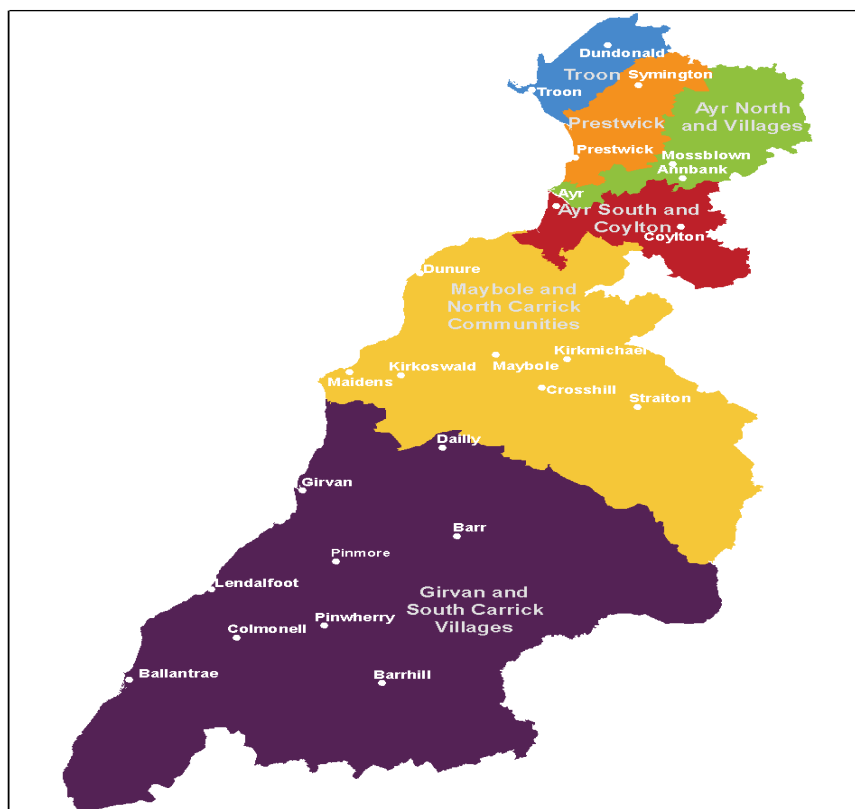 Dundonald
Troon
Symington
Troon
Ayr North
and Villages
Prestwick
Prestwick
Mossblown
Annbank
Ayr
Ayr South and
Coylton
Coylton
Dunure
Maybole and
North Carrick
Communities
Kirkmichael
Kirkoswald
Maybole
Maidens
Crosshill
Straiton
Dailly
Girvan
Barr
Pinmore
Lendalfoot
Girvan and
South Carrick
Villages
Pinwherry
Colmonell
Ballantrae
Barrhill